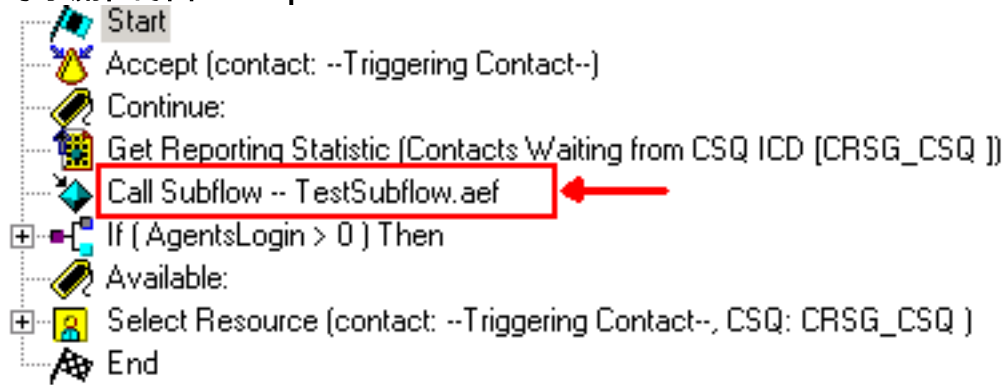 Start
Accept (contact: --Triggering Contact--)
Continue:
Get Reporting Statistic (Contacts Waiting from CSQ ICD [CRSG_CSQ ])
Call Subflow -- TestSubflow.aef
If ( AgentsLogin > 0 ) Then
Available:
Select Resource (contact: --Triggering Contact--, CSQ: CRSG_CSQ )
End